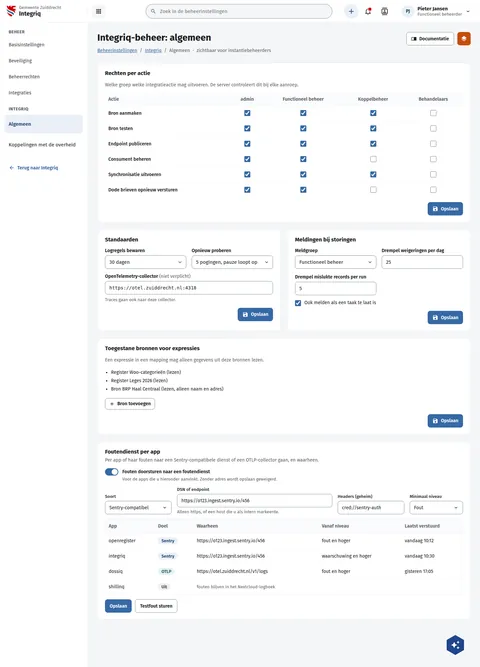 Gemeente Zuiddrecht
Integriq
Zoek in de beheerinstellingen
PJ
Pieter Jansen
Functioneel beheerder
BEHEER
Basisinstellingen
Beveiliging
Beheerrechten
Integraties
INTEGRIQ
Algemeen
Koppelingen met de overheid
← Terug naar Integriq
Integriq-beheer: algemeen
Beheerinstellingen / Integriq / Algemeen · Zichtbaar voor instantiebeheerders
Documentatie
Rechten per actie
Welke groep welke integratieactie mag uitvoeren. De server controleert dit bij elke aanroep.
Actie admin Functioneel beheer Koppelbeheer Behandelaars
Bron aanmaken
Bron testen
Endpoint publiceren
Consument beheren
Synchronisatie uitvoeren
Dode brieven opnieuw versturen
Opslaan
Standaarden
Logregels bewaren Opnieuw proberen
30 dagen 5 pogingen, pauze loopt op
OpenTelemetry-collector (niet verplicht)
https://otel.zuiddrecht.nl:4318
Traces gaan ook naar deze collector.
Opslaan
Meldingen bij storingen
Meldgroep Drempel weigeringen per dag
Functioneel beheer 25
Drempel mislukte records per run
5
Ook melden als een taak te laat is
Opslaan
Toegestane bronnen voor expressies
Een expressie in een mapping mag alleen gegevens uit deze bronnen lezen.
• Register Woo-categorieën (lezen)
• Register Leges 2026 (lezen)
• Bron BRP Haal Centraal (lezen, alleen naam en adres)
+ Bron toevoegen
Opslaan
Foutendienst per app
Per app of haar fouten naar een Sentry-compatibele dienst of een OTLP-collector gaan, en waarheen.
Fouten doorsturen naar een foutendienst
Voor de apps die u hieronder aanvinkt. Zonder adres wordt opslaan geweigerd.
Soort DSN of endpoint Headers (geheim) Minimaal niveau
Sentry-compatibel https://o123.ingest.sentry.io/456 cred://sentry-auth Fout
Alleen https, of een host die u als intern markeerde.
App Doel Waarheen Vanaf niveau Laatst verstuurd
openregister Sentry https://o123.ingest.sentry.io/456 fout en hoger vandaag 10:12
integriq Sentry https://o123.ingest.sentry.io/456 waarschuwing en hoger vandaag 10:30
dosiiq OTLP https://otel.zuiddrecht.nl/v1/logs fout en hoger gisteren 17:05
shillinq Uit fouten blijven in het Nextcloud-logboek
Opslaan Testfout sturen